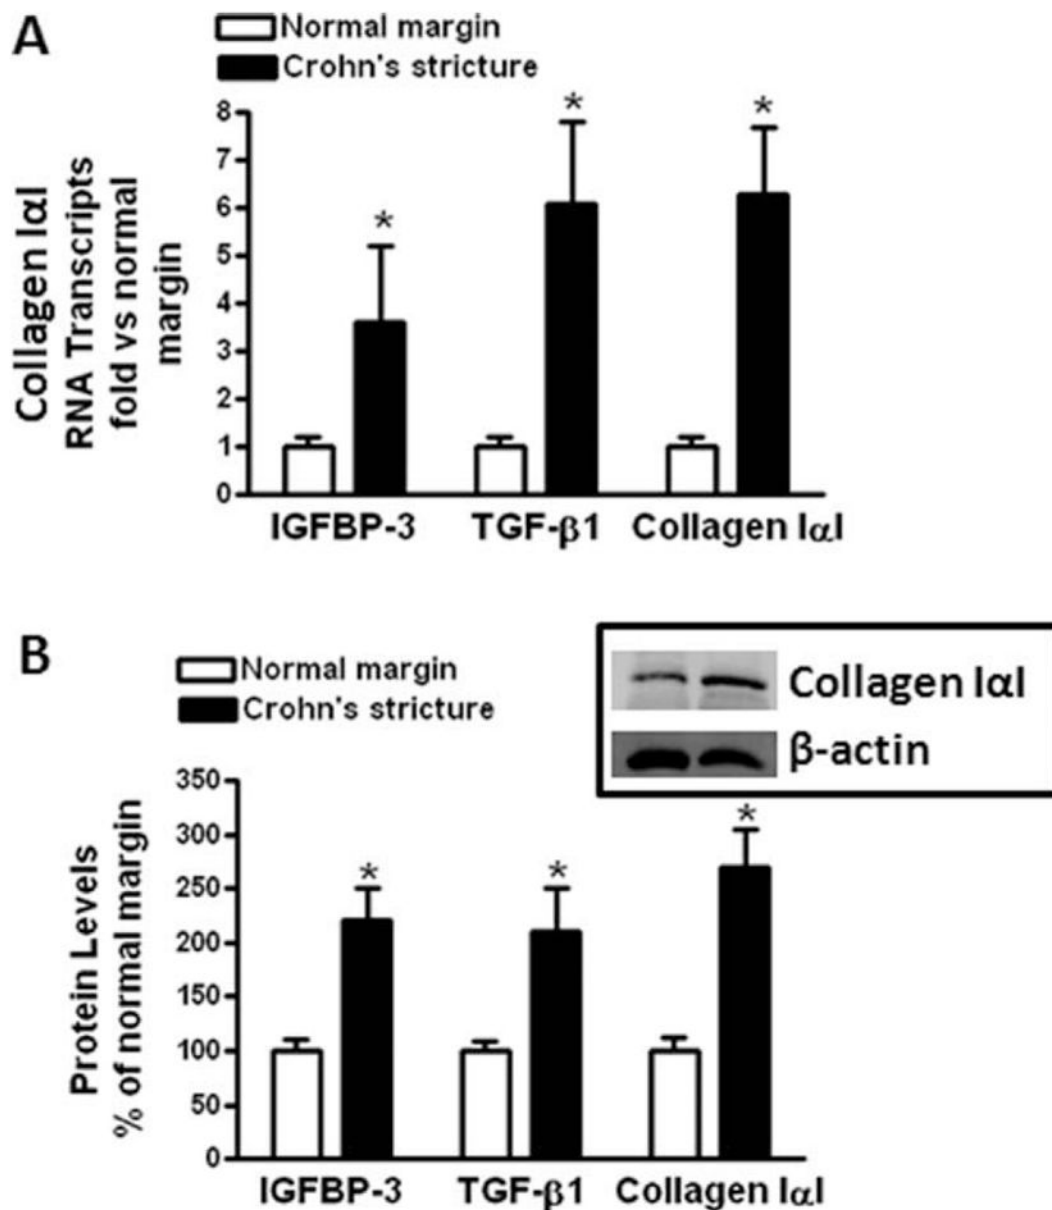 A
Normal margin
Crohn's stricture
Collagen IαI
RNA Transcripts
fold vs normal
margin
8
7
6
5
4
3
2
1
0
*
*
*
IGFBP-3
TGF-β1
Collagen IαI
B
Normal margin
Crohn's stricture
Collagen IαI
β-actin
Protein Levels
% of normal margin
350
300
250
200
150
100
50
0
*
*
*
IGFBP-3
TGF-β1
Collagen IαI